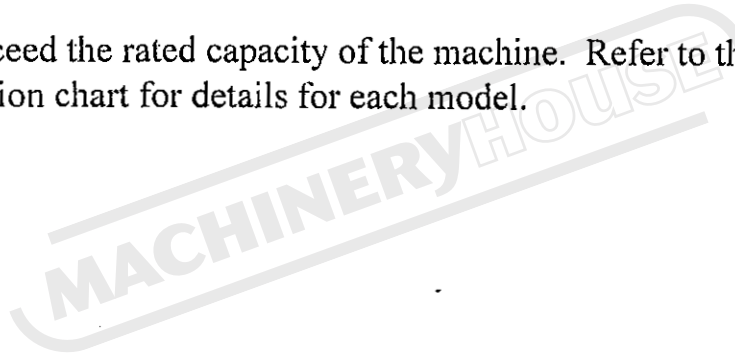 ceed the rated capacity of the machine. Refer to th
ion chart for details for each model.
MACHINERYHOUSE